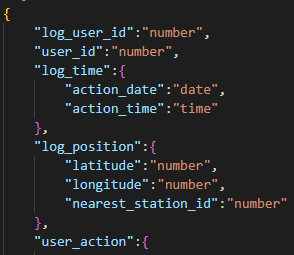 {
"log_user_id":"number",
"user_id":"number",
"log_time":{
"action_date":"date",
"action_time":"time"
},
"log_position":{
"latitude":"number",
"longitude":"number",
"nearest_station_id":"number"
},
"user_action":{